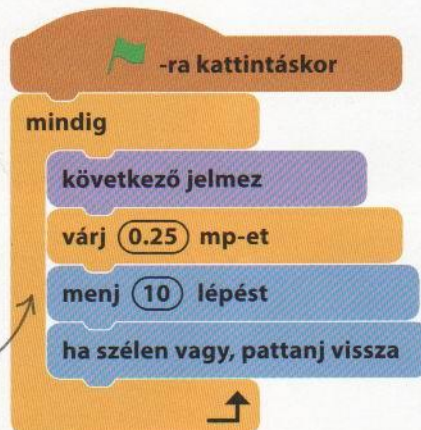 -ra kattintáskor
mindig
következő jelmez
várj 0.25 mp-et
menj 10 lépést
ha szélen vagy, pattanj vissza